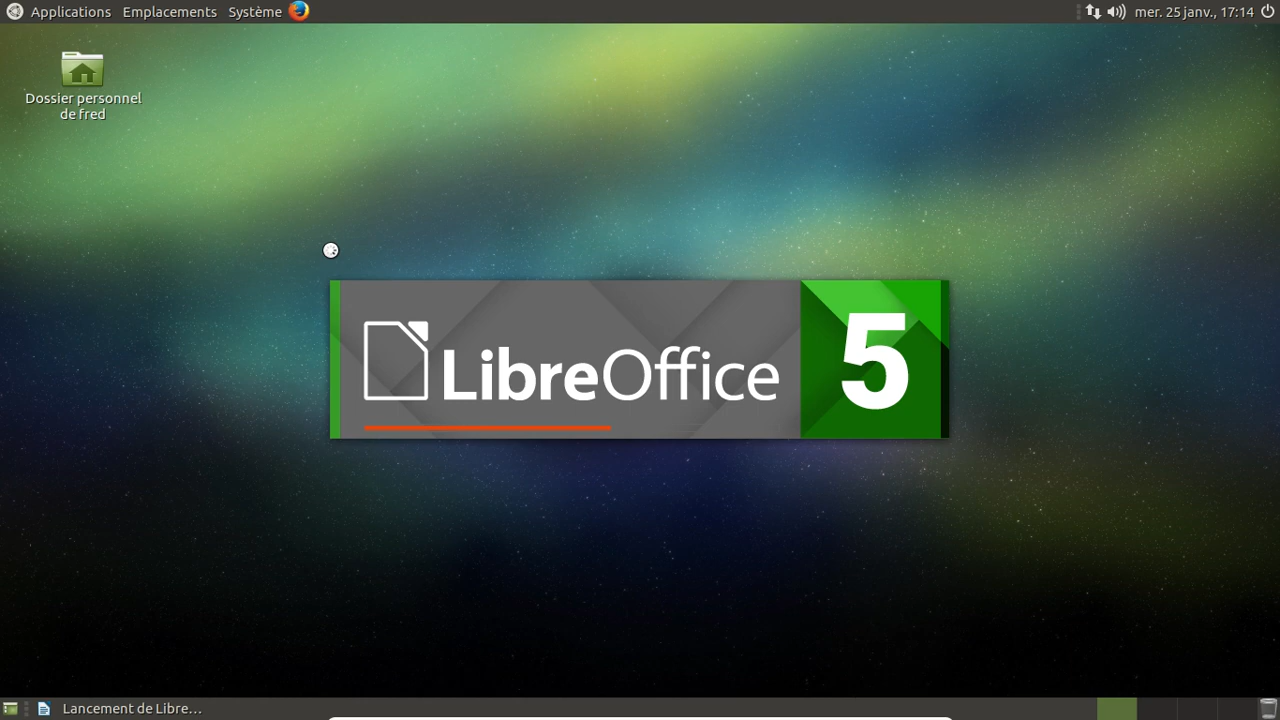 Applications Emplacements Système mer. 25 janv., 17:14
Dossier personnel
de fred
LibreOffice 5
Lancement de Libre…